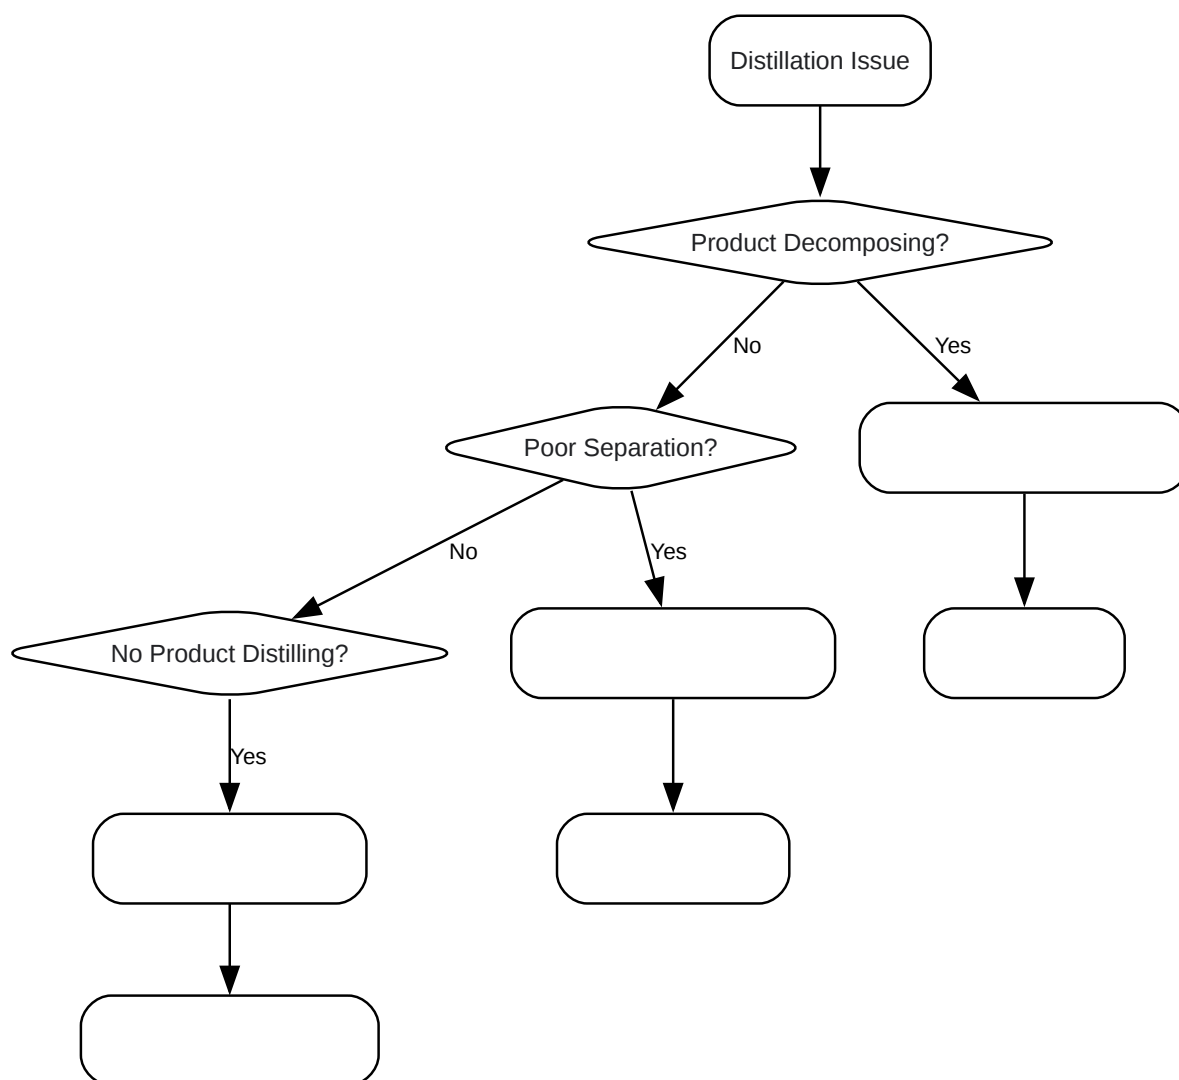 Distillation Issue
Product Decomposing?
No
Yes
Poor Separation?
No
Yes
No Product Distilling?
Yes